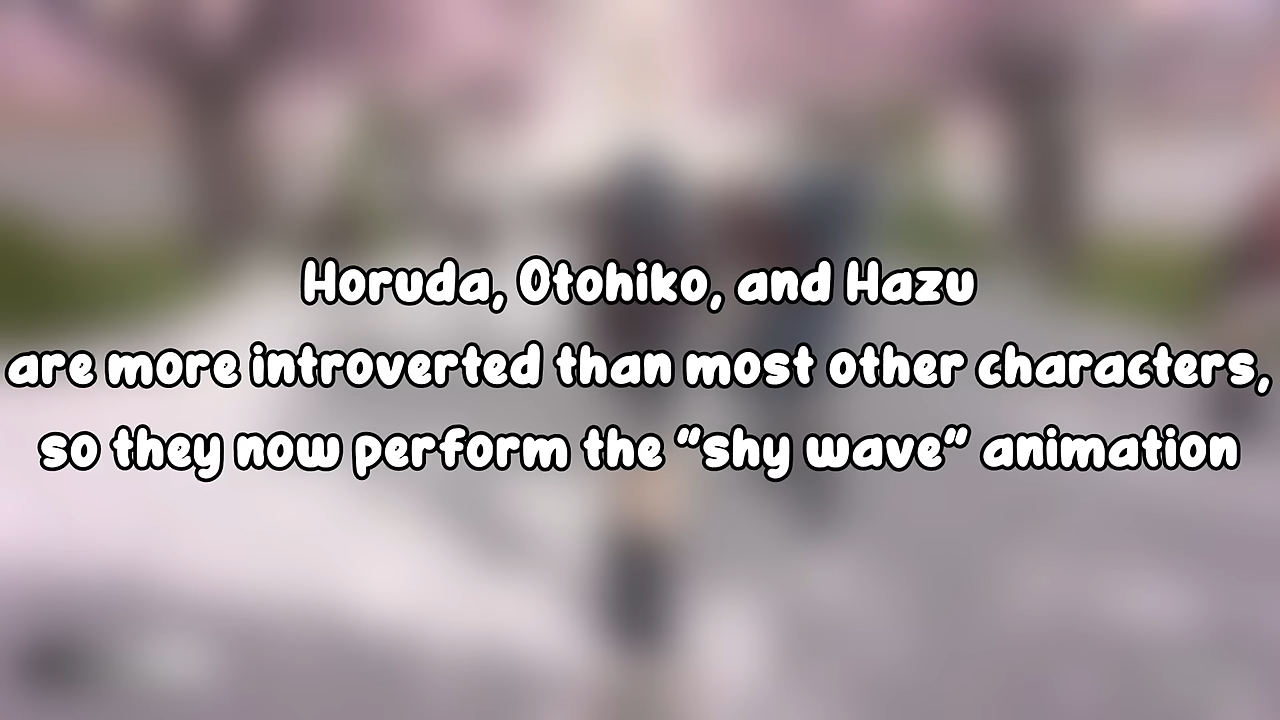 Horuda, Otohiko, and Hazu
are more introverted than most other characters,
so they now perform the "shy wave" animation